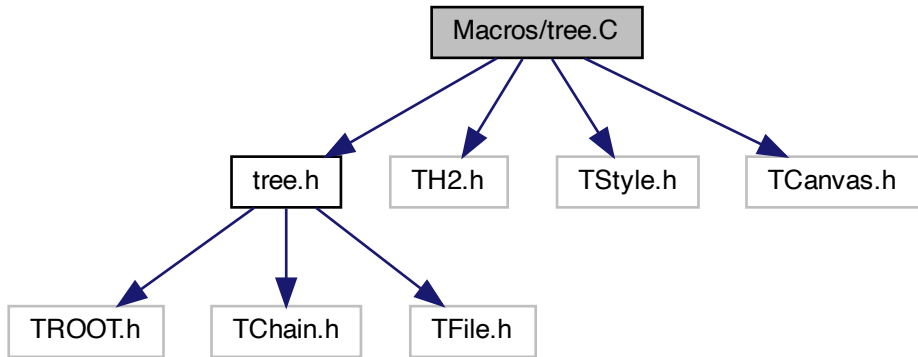 Macros/tree.C
tree.h
TH2.h
TStyle.h
TCanvas.h
TROOT.h
TChain.h
TFile.h